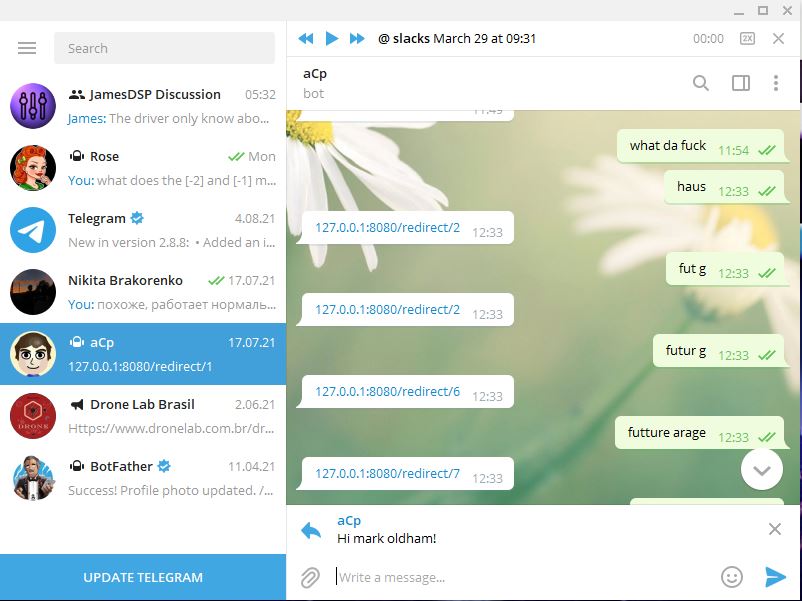 Search
JamesDSP Discussion 05:32
James: The driver only know abo...
Rose Mon
You: what does the [-2] and [-1] m...
Telegram 4.08.21
New in version 2.8.8: • Added an i...
Nikita Brakorenko 17.07.21
You: похоже, работает нормаль...
aCp 17.07.21
127.0.0.1:8080/redirect/1
Drone Lab Brasil 2.06.21
Https://www.dronelab.com.br/dr...
DRONE
BotFather 11.04.21
Success! Profile photo updated. /...
UPDATE TELEGRAM
@ slacks March 29 at 09:31 00:00 2X
aCp
bot
11:49
what da fuck 11:54
haus 12:33
127.0.0.1:8080/redirect/2 12:33
fut g 12:33
127.0.0.1:8080/redirect/2 12:33
futur g 12:33
127.0.0.1:8080/redirect/6 12:33
futture arage 12:33
127.0.0.1:8080/redirect/7 12:33
aCp
Hi mark oldham!
Write a message...